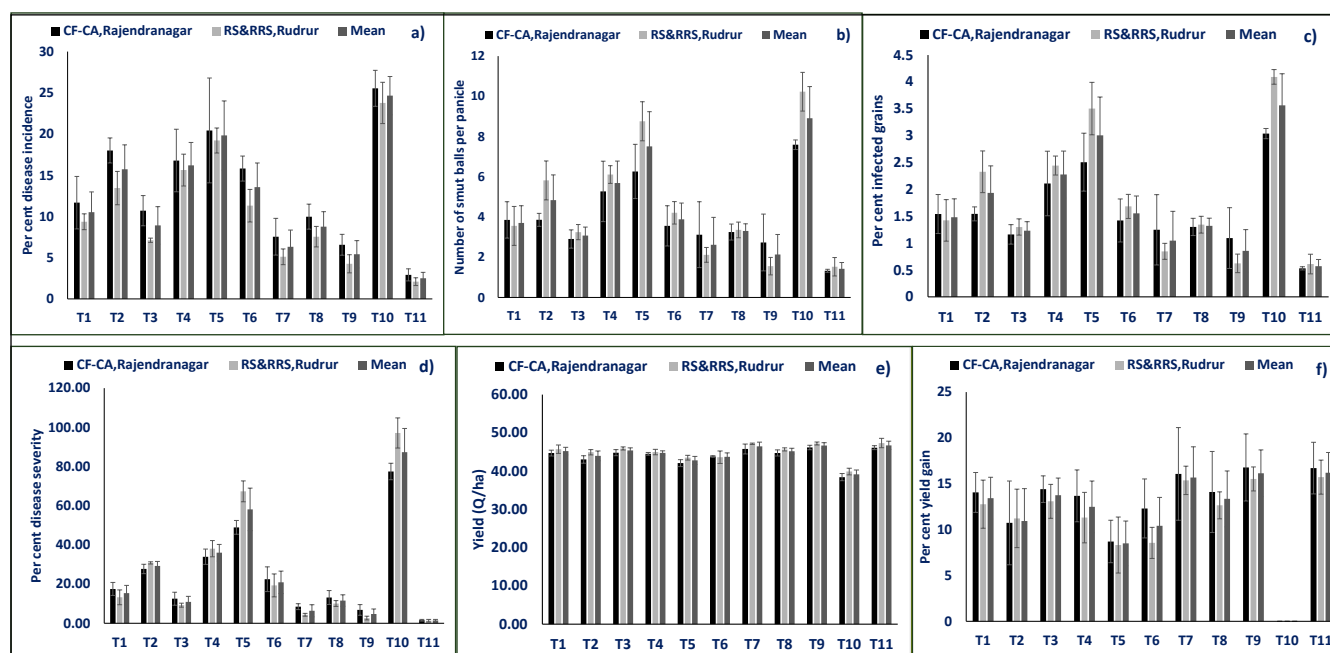 CF-CA,Rajendranagar RS&RRS,Rudrur Mean a)
Per cent disease incidence
30
25
20
15
10
5
0
T1 T2 T3 T4 T5 T6 T7 T8 T9 T10 T11
CF-CA,Rajendranagar RS&RRS,Rudrur Mean b)
Number of smut balls per panicle
12
10
8
6
4
2
0
T1 T2 T3 T4 T5 T6 T7 T8 T9 T10 T11
CF-CA,Rajendranagar RS&RRS,Rudrur Mean c)
Per cent infected grains
4.5
4
3.5
3
2.5
2
1.5
1
0.5
0
T1 T2 T3 T4 T5 T6 T7 T8 T9 T10 T11
CF-CA,Rajendranagar RS&RRS,Rudrur Mean d)
Per cent disease severity
120.00
100.00
80.00
60.00
40.00
20.00
0.00
T1 T2 T3 T4 T5 T6 T7 T8 T9 T10 T11
CF-CA,Rajendranagar RS&RRS,Rudrur Mean e)
Yield (Q/ha)
60.00
50.00
40.00
30.00
20.00
10.00
0.00
T1 T2 T3 T4 T5 T6 T7 T8 T9 T10 T11
CF-CA,Rajendranagar RS&RRS,Rudrur Mean f)
Per cent yield gain
25
20
15
10
5
0
T1 T2 T3 T4 T5 T6 T7 T8 T9 T10 T11